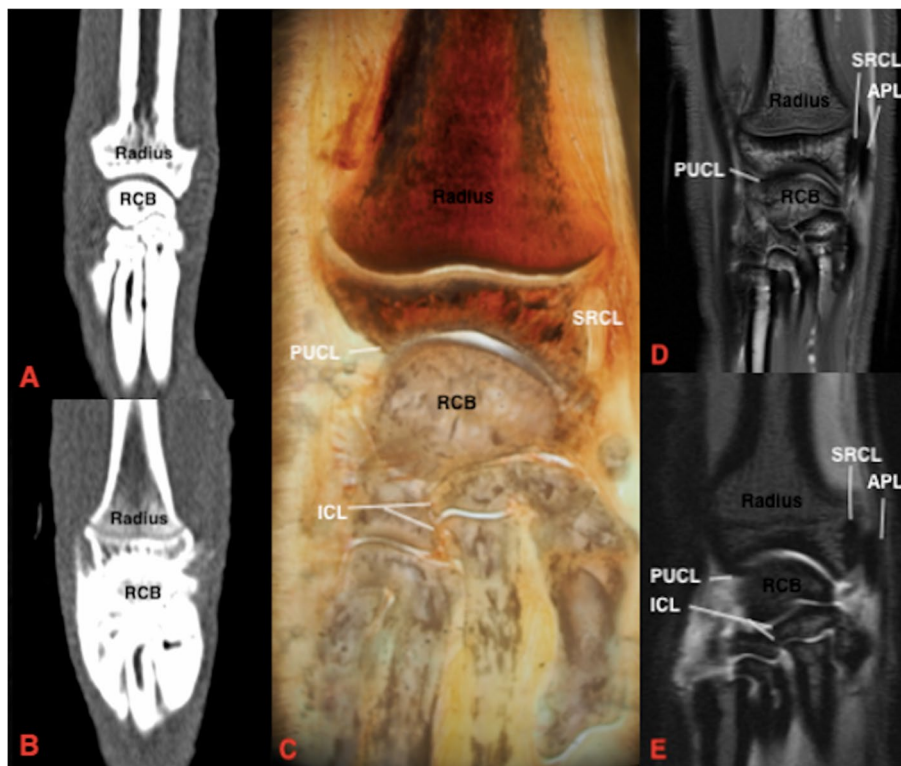 Radius
RCB
A
Radius
RCB
B
Radius
SRCL
PUCL
RCB
ICL
C
SRCL
APL
Radius
PUCL
RCB
D
SRCL
APL
Radius
PUCL
RCB
ICL
E